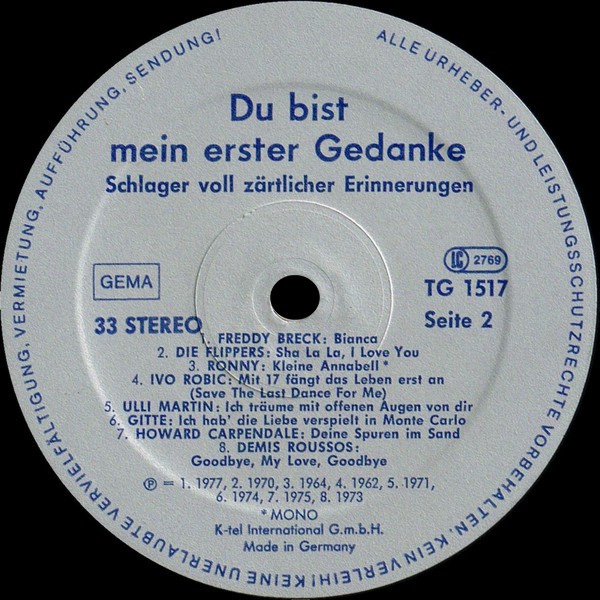 ALLE URHEBER- UND LEISTUNGSSCHUTZRECHTE VORBEHALTEN. KEIN VERLEIH! KEINE UNERLAUBTE VERVIELFÄLTIGUNG, VERMIETUNG, AUFFÜHRUNG, SENDUNG!
Du bist
mein erster Gedanke
Schlager voll zärtlicher Erinnerungen
GEMA
LC 2769
TG 1517
33 STEREO
Seite 2
1. FREDDY BRECK: Bianca
2. DIE FLIPPERS: Sha La La, I Love You
3. RONNY: Kleine Annabell *
4. IVO ROBIC: Mit 17 fängt das Leben erst an
(Save The Last Dance For Me)
5. ULLI MARTIN: Ich träume mit offenen Augen von dir
6. GITTE: Ich hab' die Liebe verspielt in Monte Carlo
7. HOWARD CARPENDALE: Deine Spuren im Sand
8. DEMIS ROUSSOS:
Goodbye, My Love, Goodbye
Ⓟ = 1. 1977, 2. 1970, 3. 1964, 4. 1962, 5. 1971,
6. 1974, 7. 1975, 8. 1973
* MONO
K-tel International G.m.b.H.
Made in Germany